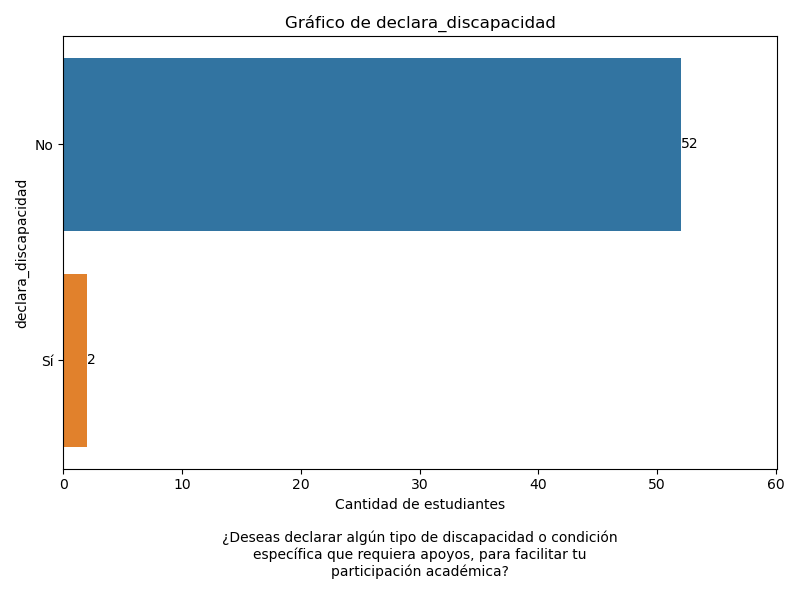 Gráfico de declara_discapacidad
declara_discapacidad
No
52
Sí
2
0 10 20 30 40 50 60
Cantidad de estudiantes
¿Deseas declarar algún tipo de discapacidad o condición
específica que requiera apoyos, para facilitar tu
participación académica?